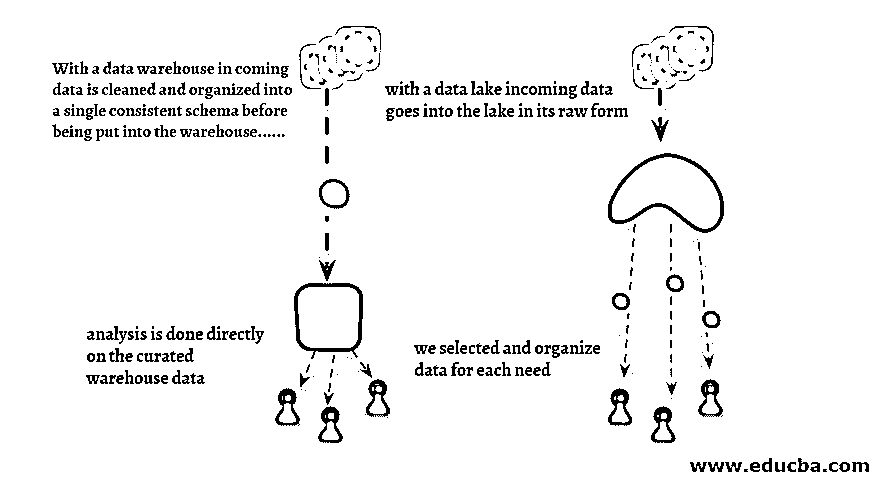 With a data warehouse in coming
data is cleaned and organized into
a single consistent schema before
being put into the warehouse......
with a data lake incoming data
goes into the lake in its raw form
analysis is done directly
on the curated
warehouse data
we selected and organize
data for each need
www.educba.com